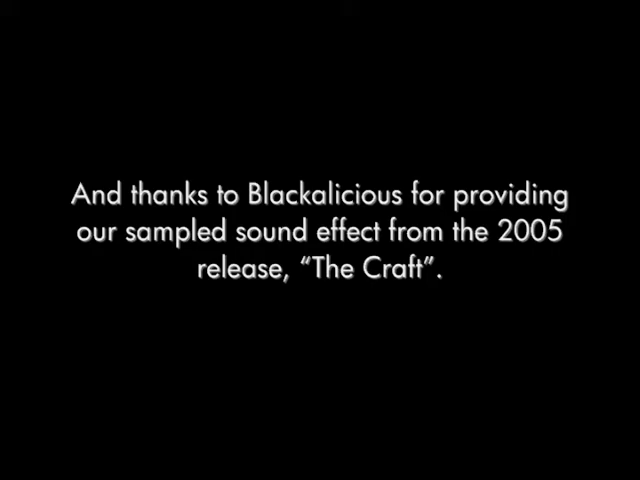 And thanks to Blackalicious for providing
our sampled sound effect from the 2005
release, “The Craft”.